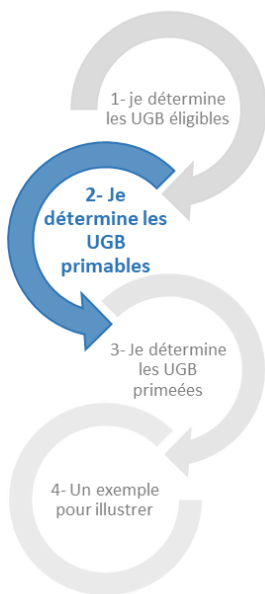 1- je détermine
les UGB éligibles
2- Je
détermine les
UGB
primables
3- Je détermine
les UGB
primeées
4- Un exemple
pour illustrer